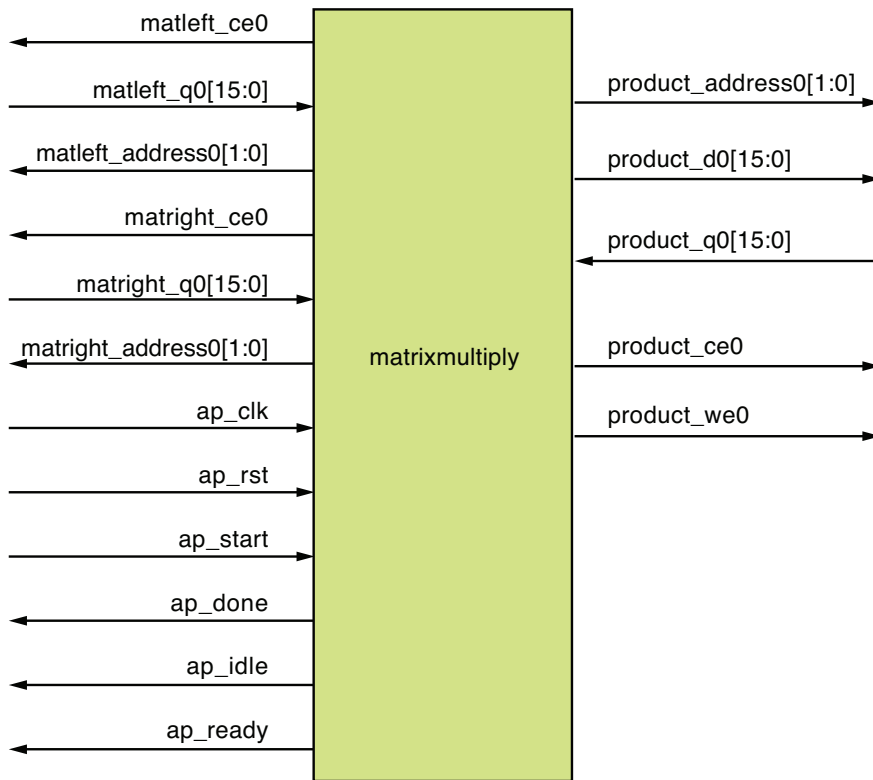 matleft_ce0
matleft_q0[15:0]
matleft_address0[1:0]
matright_ce0
matright_q0[15:0]
matright_address0[1:0]
ap_clk
ap_rst
ap_start
ap_done
ap_idle
ap_ready
matrixmultiply
product_address0[1:0]
product_d0[15:0]
product_q0[15:0]
product_ce0
product_we0